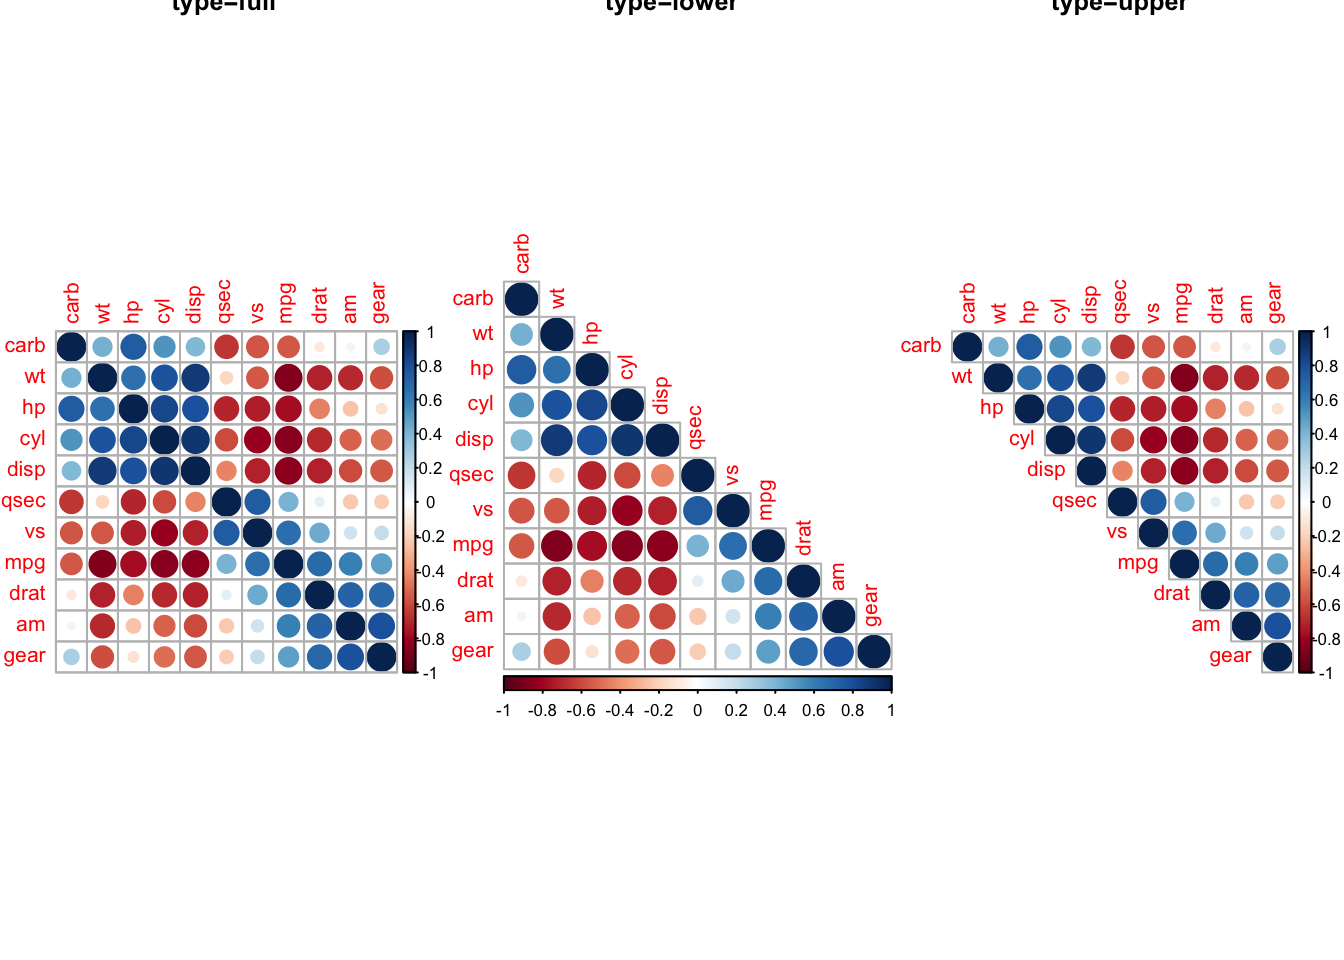 type=full
type=lower
type=upper
carb wt hp cyl disp qsec vs mpg drat am gear
carb
wt
hp
cyl
disp
qsec
vs
mpg
drat
am
gear
1
0.8
0.6
0.4
0.2
0
-0.2
-0.4
-0.6
-0.8
-1
carb
wt
hp
cyl
disp
qsec
vs
mpg
drat
am
gear
carb
wt
hp
cyl
disp
qsec
vs
mpg
drat
am
gear
-1 -0.8 -0.6 -0.4 -0.2 0 0.2 0.4 0.6 0.8 1
carb wt hp cyl disp qsec vs mpg drat am gear
carb
wt
hp
cyl
disp
qsec
vs
mpg
drat
am
gear
1
0.8
0.6
0.4
0.2
0
-0.2
-0.4
-0.6
-0.8
-1